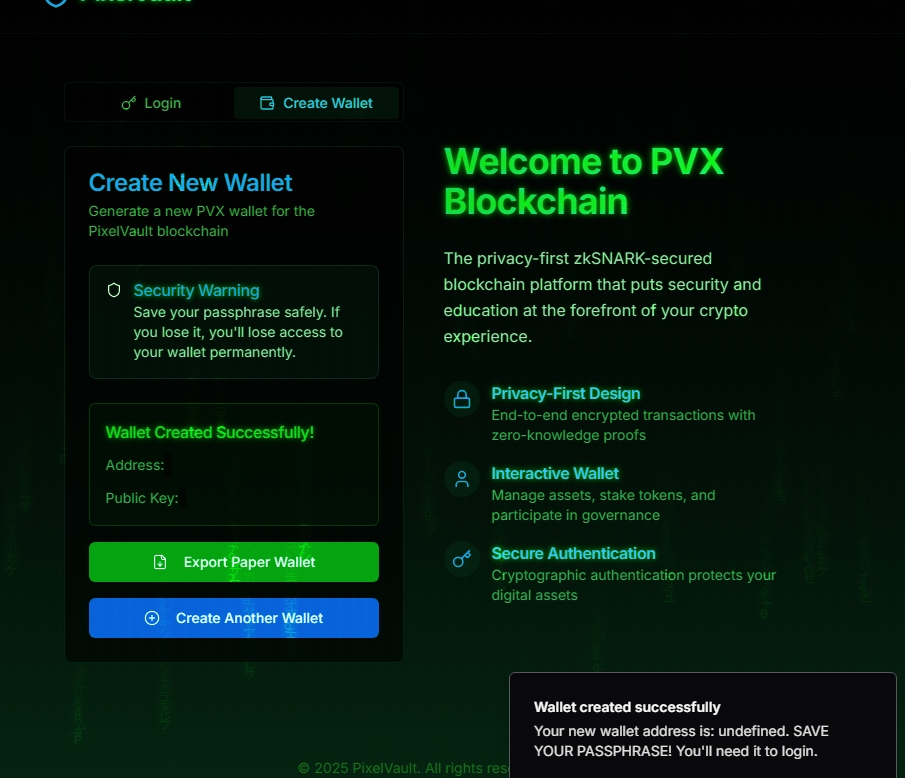 Login
Create Wallet
Create New Wallet
Generate a new PVX wallet for the
PixelVault blockchain
Security Warning
Save your passphrase safely. If
you lose it, you'll lose access to
your wallet permanently.
Wallet Created Successfully!
Address:
Public Key:
Export Paper Wallet
Create Another Wallet
Welcome to PVX
Blockchain
The privacy-first zkSNARK-secured
blockchain platform that puts security and
education at the forefront of your crypto
experience.
Privacy-First Design
End-to-end encrypted transactions with
zero-knowledge proofs
Interactive Wallet
Manage assets, stake tokens, and
participate in governance
Secure Authentication
Cryptographic authentication protects your
digital assets
Wallet created successfully
Your new wallet address is: undefined. SAVE
YOUR PASSPHRASE! You'll need it to login.
© 2025 PixelVault. All rights